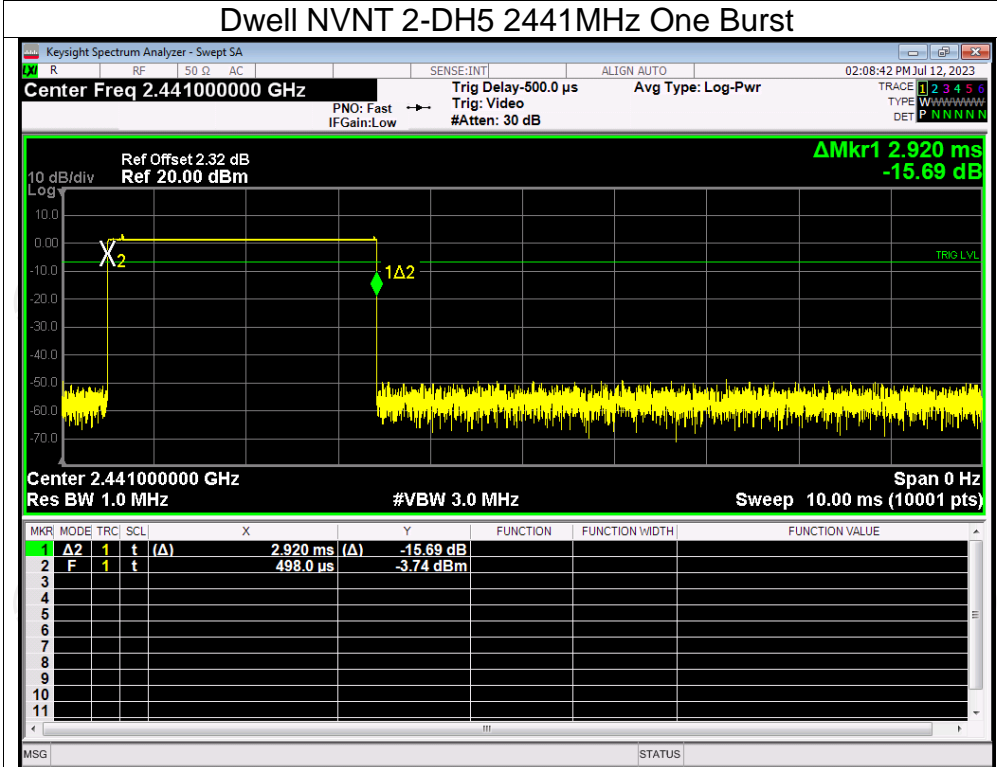 Dwell NVNT 2-DH5 2441MHz One Burst
Keysight Spectrum Analyzer - Swept SA
LXI R RF 50 Ω AC SENSE:INT ALIGN AUTO 02:08:42 PM Jul 12, 2023
Center Freq 2.441000000 GHz Trig Delay-500.0 µs Avg Type: Log-Pwr TRACE 1 2 3 4 5 6
PNO: Fast Trig: Video TYPE WWWWWW
IFGain:Low #Atten: 30 dB DET P N N N N N
ΔMkr1 2.920 ms
-15.69 dB
Ref Offset 2.32 dB
10 dB/div Ref 20.00 dBm
Log
10.0
0.00
-10.0
-20.0
-30.0
-40.0
-50.0
-60.0
-70.0
2
1Δ2
TRIG LVL
Center 2.441000000 GHz Span 0 Hz
Res BW 1.0 MHz #VBW 3.0 MHz Sweep 10.00 ms (10001 pts)
MKR MODE TRC SCL X Y FUNCTION FUNCTION WIDTH FUNCTION VALUE
1 Δ2 1 t (Δ) 2.920 ms (Δ) -15.69 dB
2 F 1 t 498.0 µs -3.74 dBm
3
4
5
6
7
8
9
10
11
MSG STATUS